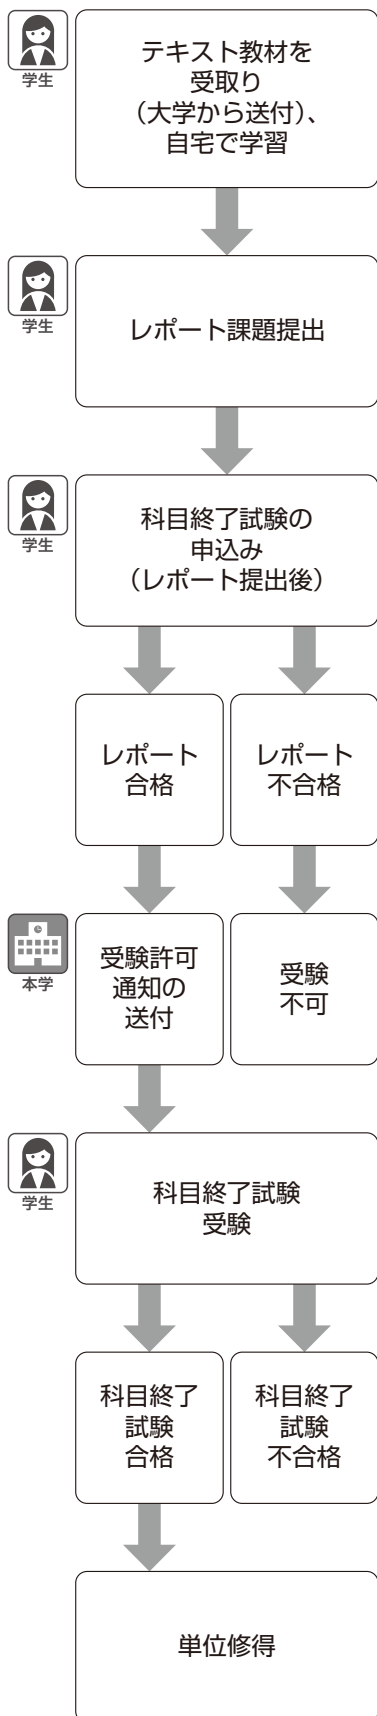 学生
テキスト教材を
受取り
（大学から送付）、
自宅で学習
学生
レポート課題提出
学生
科目終了試験の
申込み
（レポート提出後）
レポート
合格
レポート
不合格
本学
受験許可
通知の
送付
受験
不可
学生
科目終了試験
受験
科目終了
試験
合格
科目終了
試験
不合格
単位修得